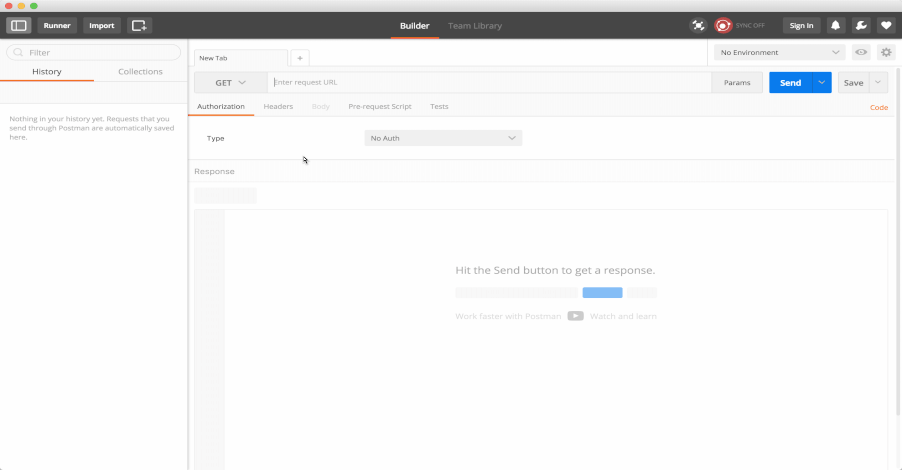 Runner Import Builder Team Library SYNC OFF Sign In
Filter
History Collections
Nothing in your history yet. Requests that you
send through Postman are automatically saved
here.
New Tab + No Environment
GET Enter request URL Params Send Save
Authorization Headers Body Pre-request Script Tests Code
Type No Auth
Response
Hit the Send button to get a response.
Work faster with Postman Watch and learn